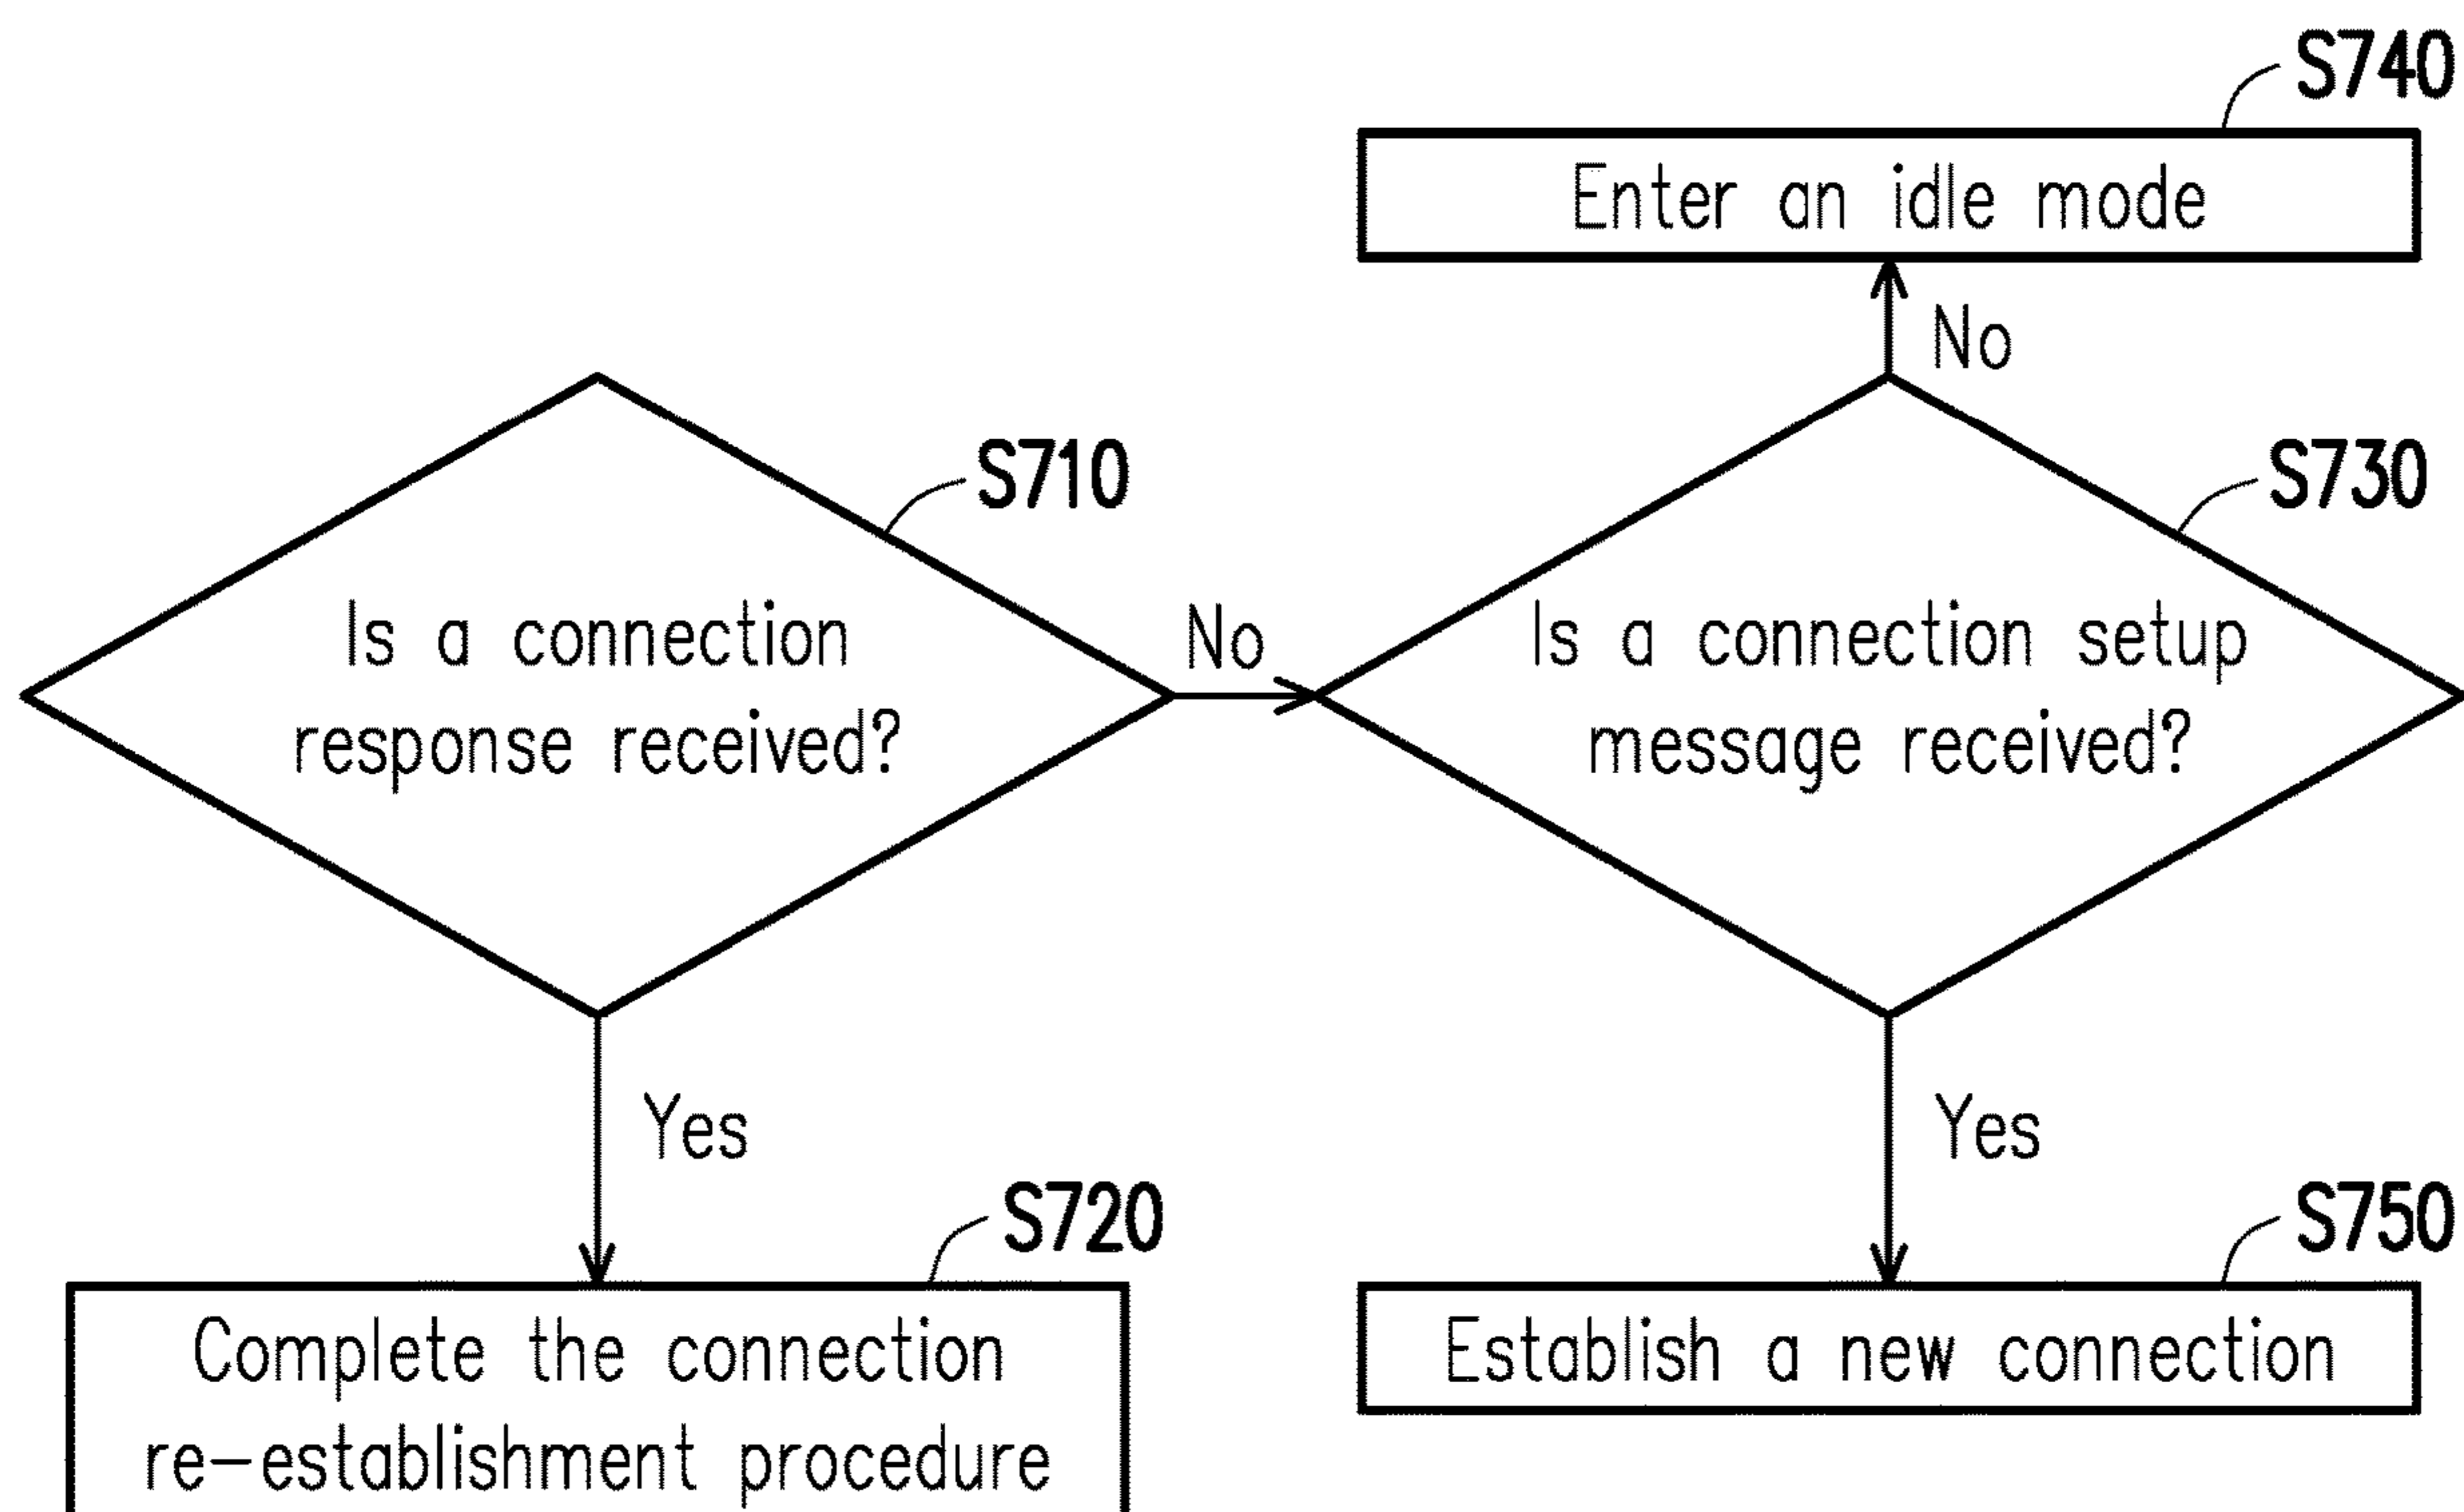 S740
Enter an idle mode
No
S710
S730
Is a connection
response received?
No
Is a connection setup
message received?
Yes
Yes
S720
S750
Complete the connection
re-establishment procedure
Establish a new connection